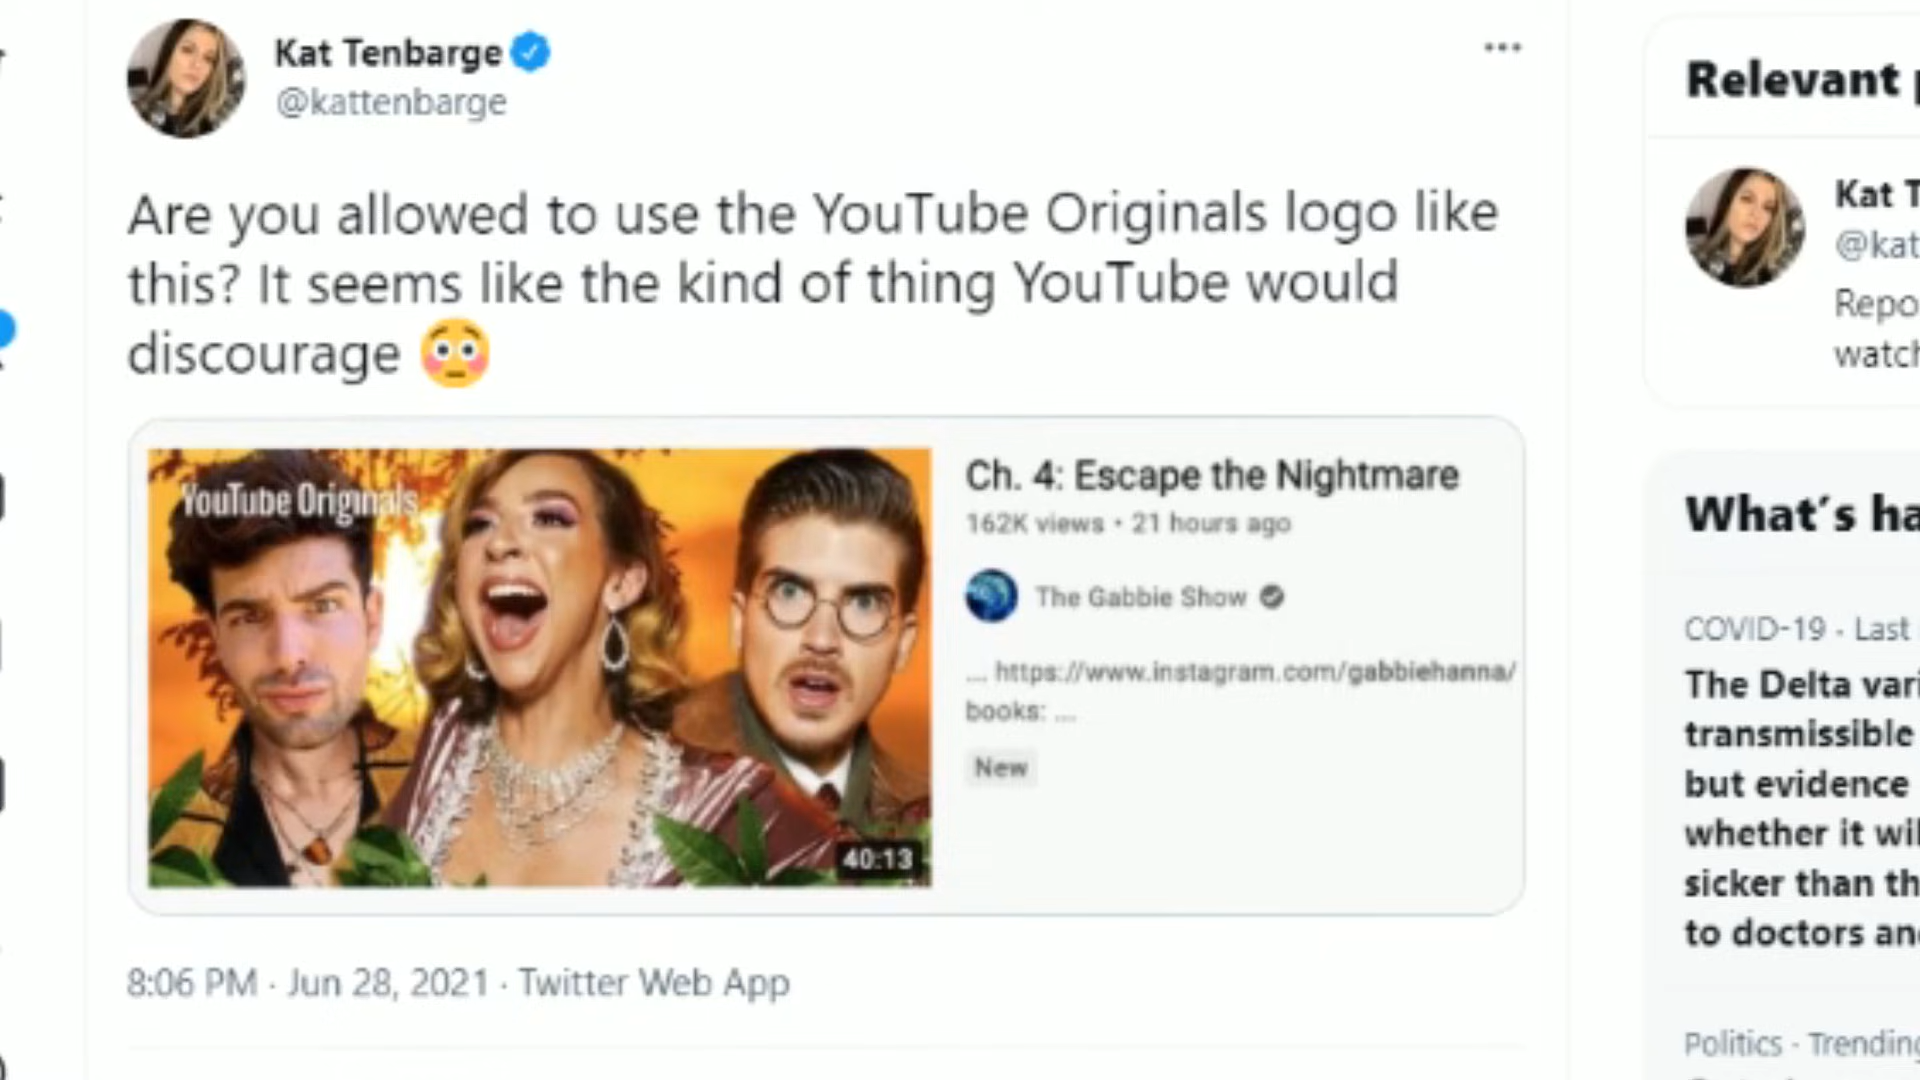 Kat Tenbarge
@kattenbarge
Are you allowed to use the YouTube Originals logo like
this? It seems like the kind of thing YouTube would
discourage 😳
YouTube Originals
40:13
Ch. 4: Escape the Nightmare
162K views • 21 hours ago
The Gabbie Show
... https://www.instagram.com/gabbiehanna/
books: ...
New
8:06 PM · Jun 28, 2021 · Twitter Web App
Relevant
Kat
@kat
Repo
watch
What's ha
COVID-19 · Last
The Delta vari
transmissible
but evidence
whether it wil
sicker than th
to doctors an
Politics · Trending